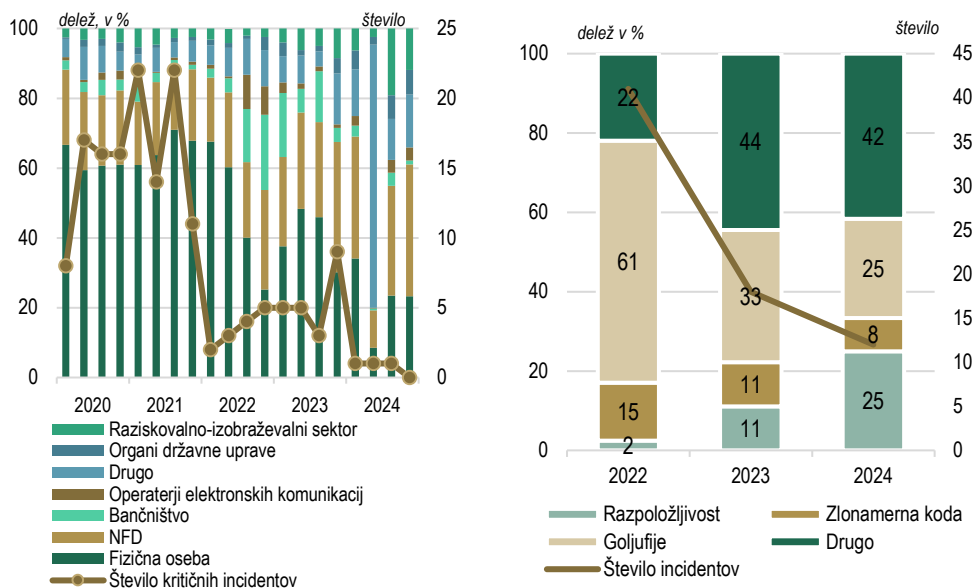 delež, v %
število
100
80
60
40
20
0
25
20
15
10
5
0
2020 2021 2022 2023 2024
Raziskovalno-izobraževalni sektor
Organi državne uprave
Drugo
Operaterji elektronskih komunikacij
Bančništvo
NFD
Fizična oseba
Število kritičnih incidentov
delež v %
število
100
80
60
40
20
0
45
40
35
30
25
20
15
10
5
0
22
61
15
2
44
33
11
11
42
25
8
25
2022 2023 2024
Razpoložljivost Zlonamerna koda
Goljufije Drugo
Število incidentov